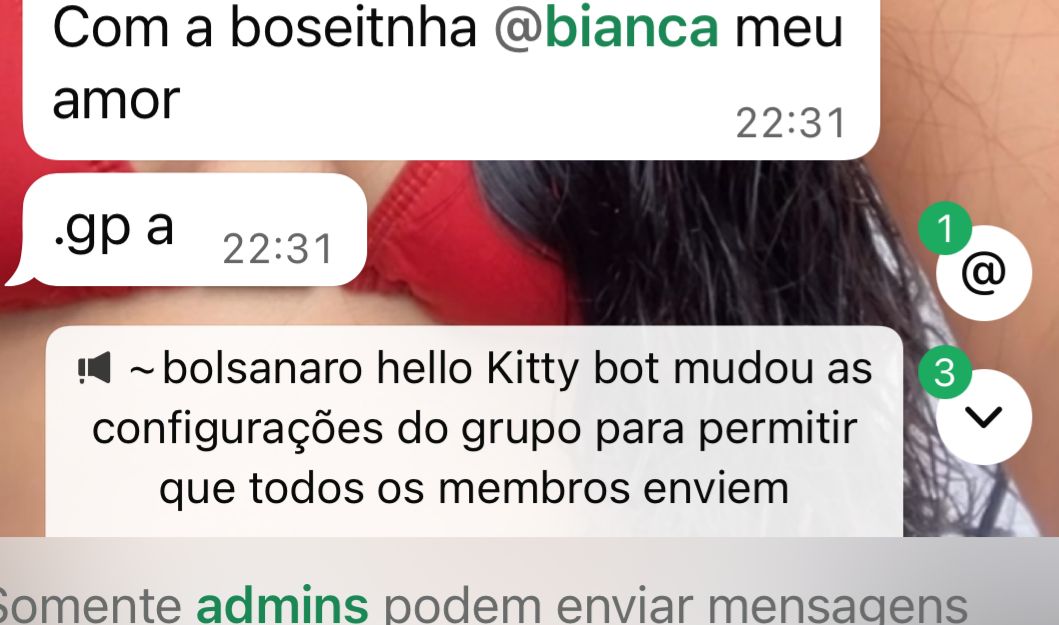 Com a boseitnha @bianca meu
amor
22:31
.gp a
22:31
1
@
~bolsanaro hello Kitty bot mudou as
configurações do grupo para permitir
que todos os membros enviem
3
Somente admins podem enviar mensagens